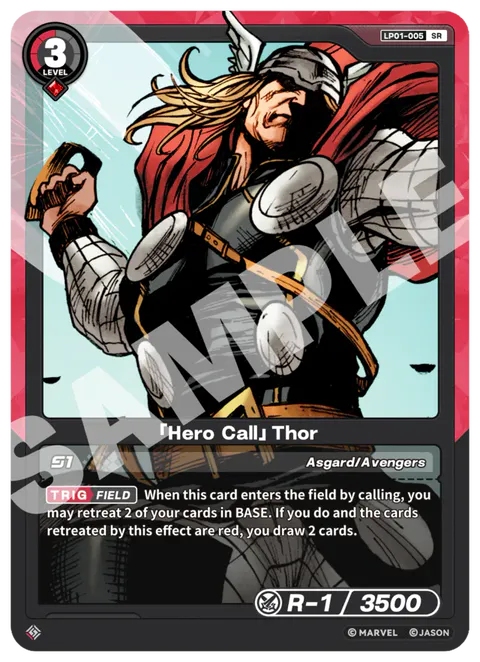 3
LEVEL
LP01-005 SR
SAMPLE
「Hero Call」Thor
S1
Asgard/Avengers
TRIG FIELD When this card enters the field by calling, you
may retreat 2 of your cards in BASE. If you do and the cards
retreated by this effect are red, you draw 2 cards.
R-1 / 3500
©MARVEL ©JASON